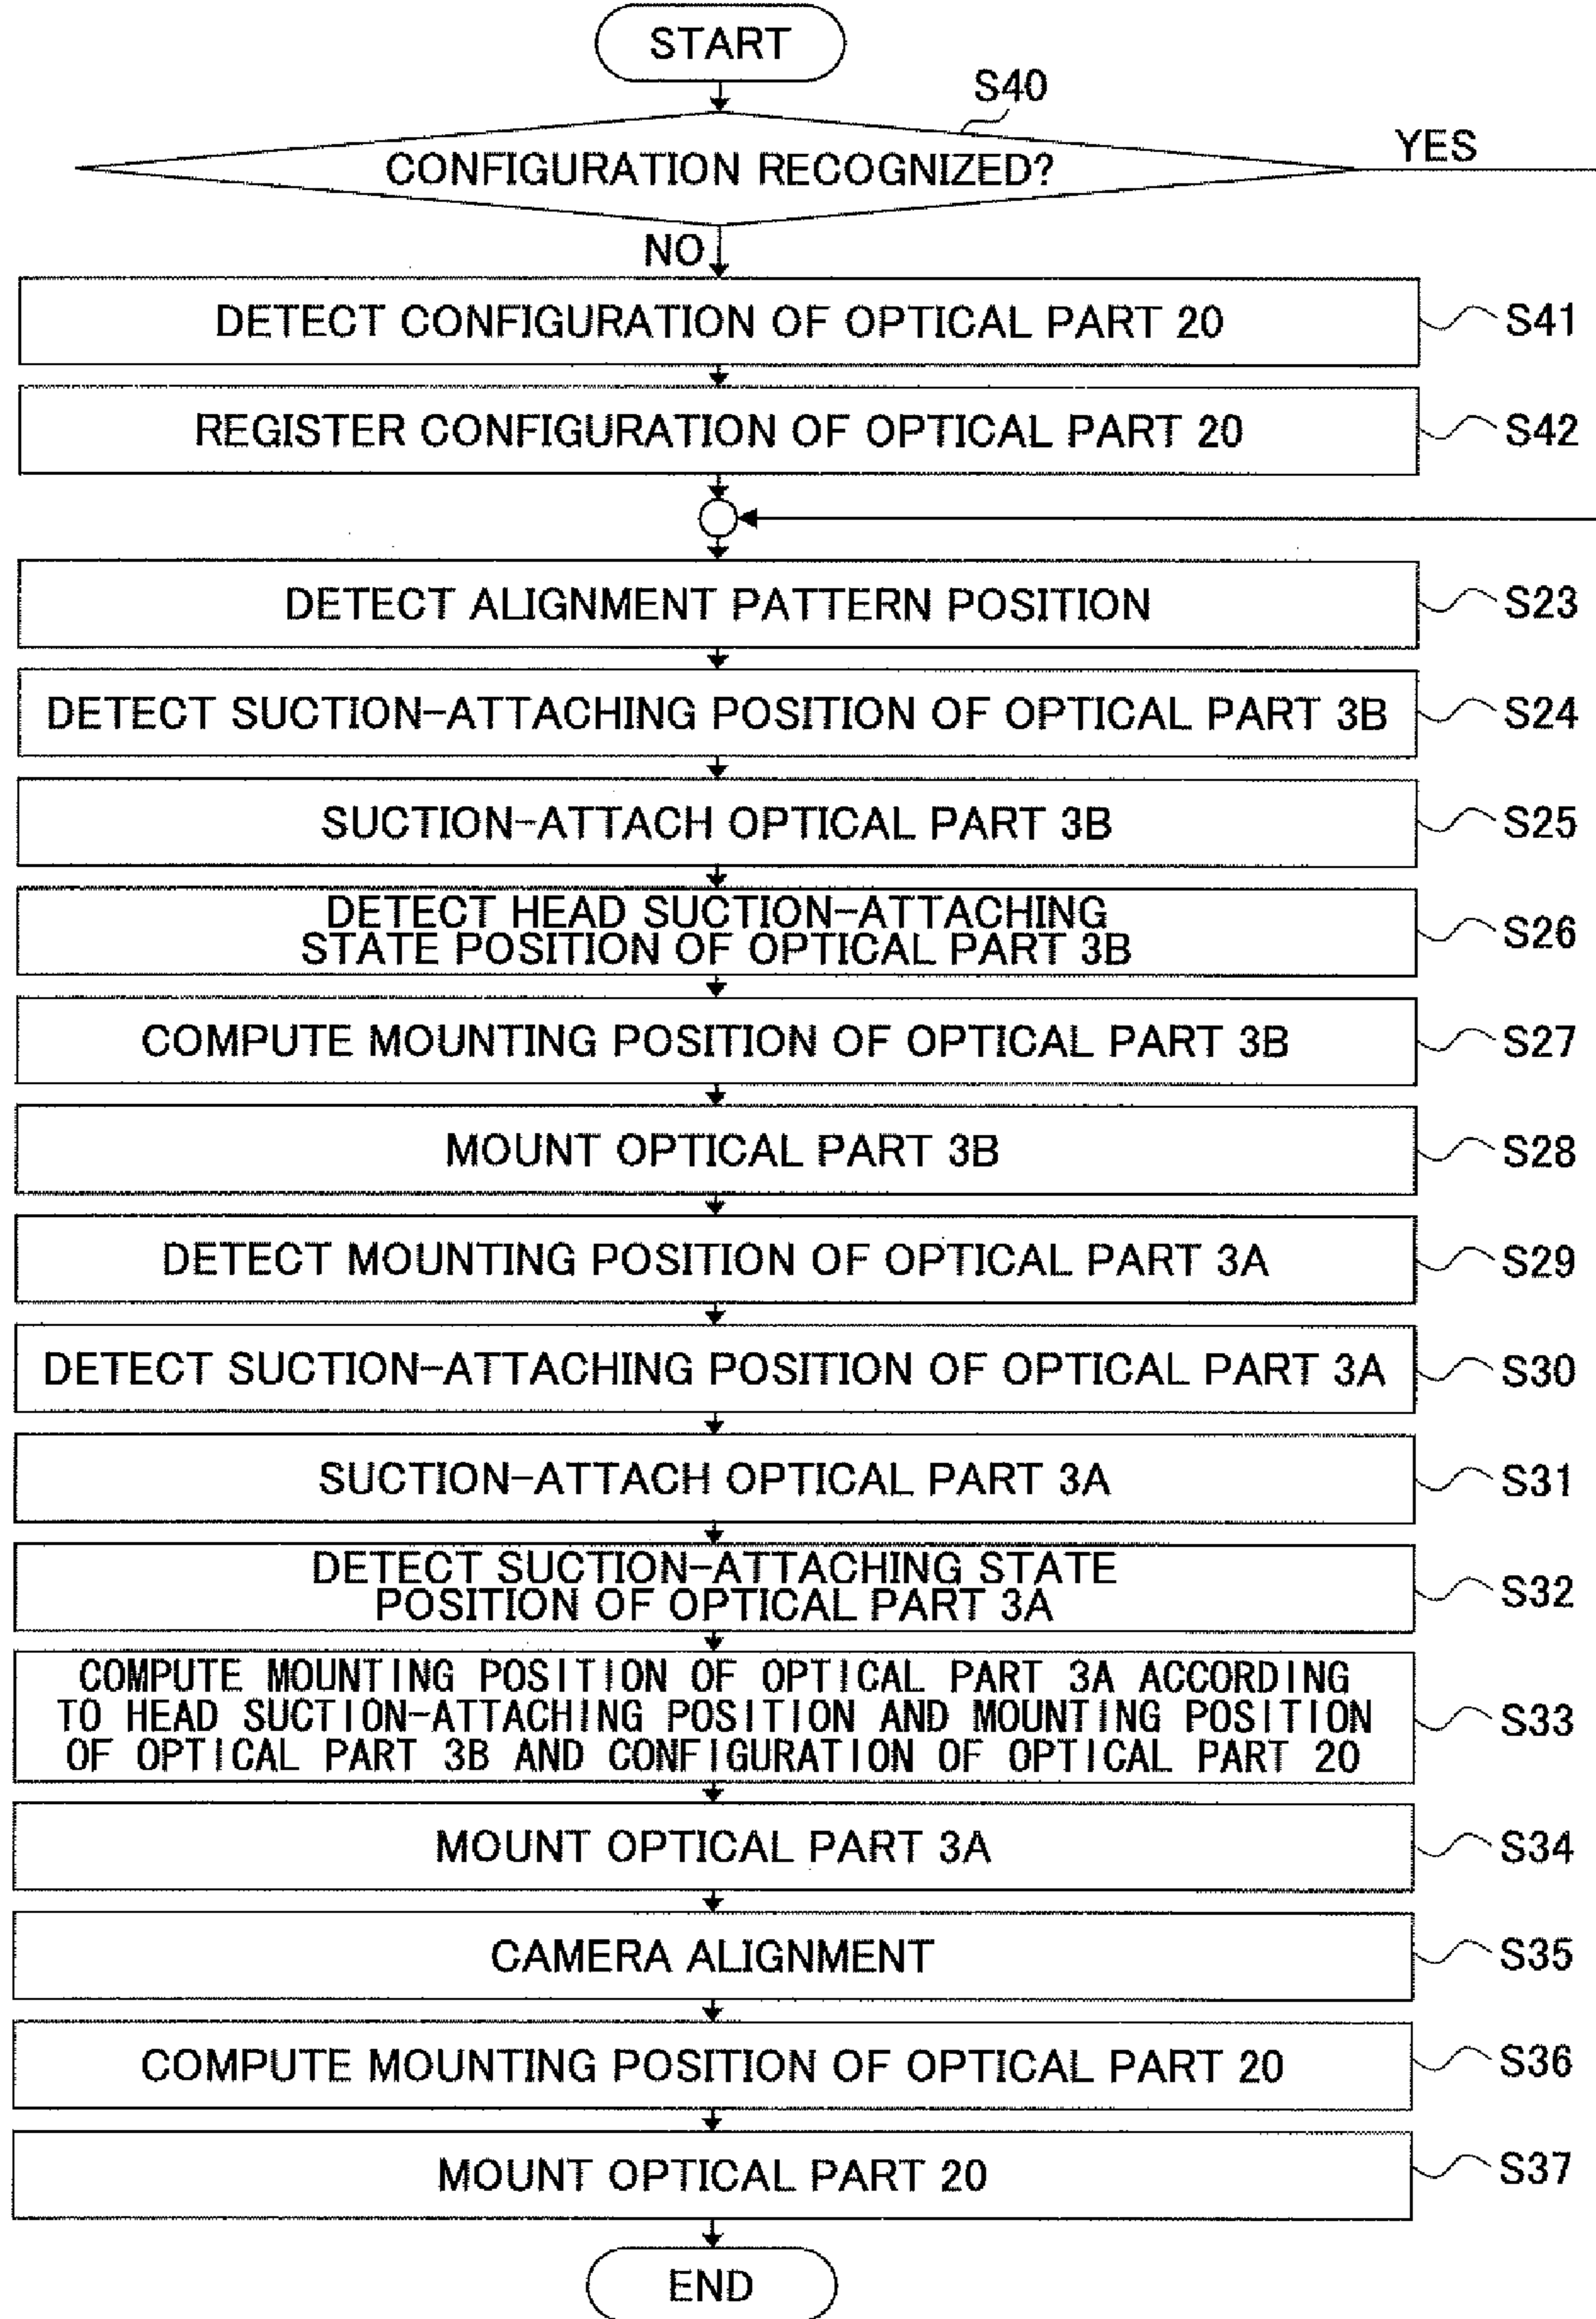 START
S40
CONFIGURATION RECOGNIZED?
YES
NO
DETECT CONFIGURATION OF OPTICAL PART 20
S41
REGISTER CONFIGURATION OF OPTICAL PART 20
S42
DETECT ALIGNMENT PATTERN POSITION
S23
DETECT SUCTION-ATTACHING POSITION OF OPTICAL PART 3B
S24
SUCTION-ATTACH OPTICAL PART 3B
S25
DETECT HEAD SUCTION-ATTACHING
STATE POSITION OF OPTICAL PART 3B
S26
COMPUTE MOUNTING POSITION OF OPTICAL PART 3B
S27
MOUNT OPTICAL PART 3B
S28
DETECT MOUNTING POSITION OF OPTICAL PART 3A
S29
DETECT SUCTION-ATTACHING POSITION OF OPTICAL PART 3A
S30
SUCTION-ATTACH OPTICAL PART 3A
S31
DETECT SUCTION-ATTACHING STATE
POSITION OF OPTICAL PART 3A
S32
COMPUTE MOUNTING POSITION OF OPTICAL PART 3A ACCORDING
TO HEAD SUCTION-ATTACHING POSITION AND MOUNTING POSITION
OF OPTICAL PART 3B AND CONFIGURATION OF OPTICAL PART 20
S33
MOUNT OPTICAL PART 3A
S34
CAMERA ALIGNMENT
S35
COMPUTE MOUNTING POSITION OF OPTICAL PART 20
S36
MOUNT OPTICAL PART 20
S37
END